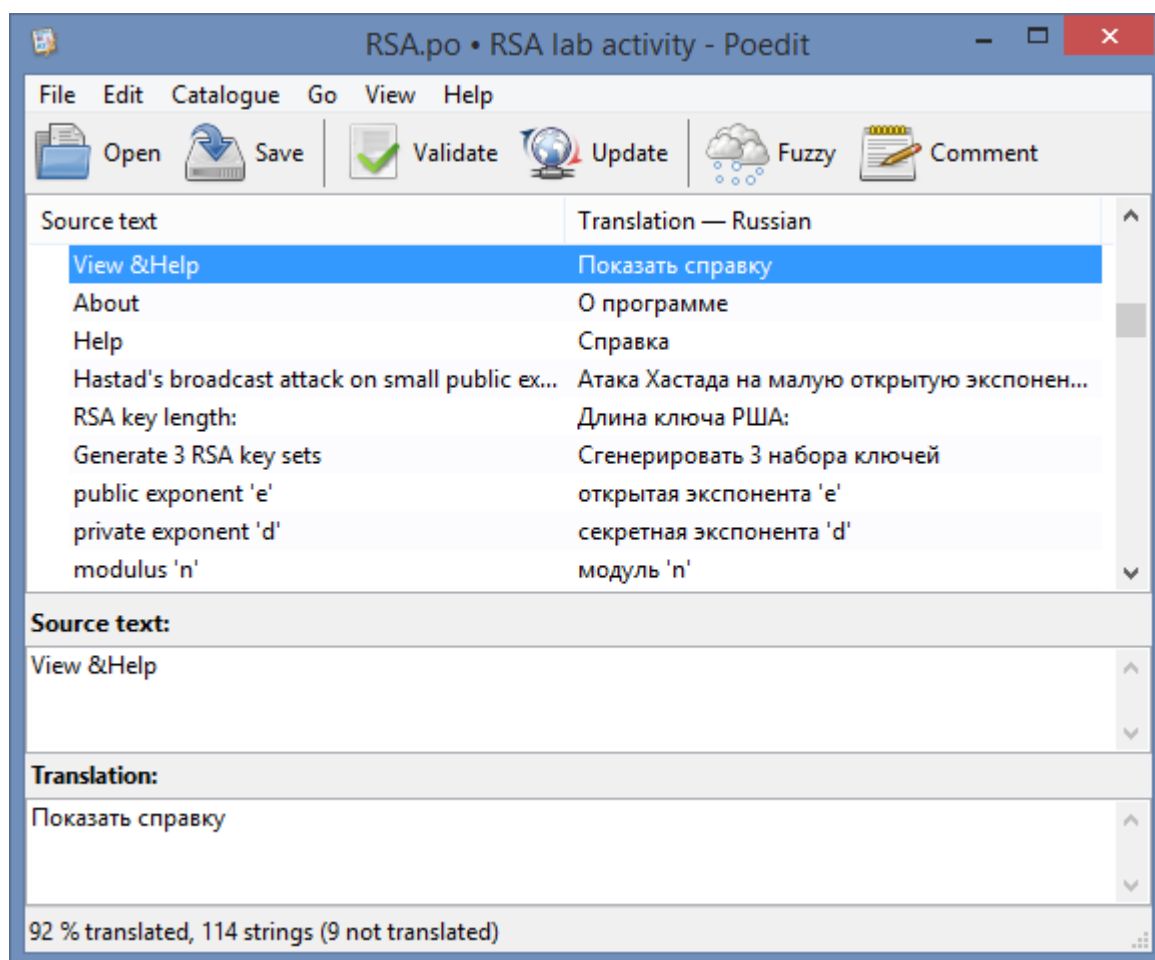 RSA.po • RSA lab activity - Poedit
File Edit Catalogue Go View Help
Open Save Validate Update Fuzzy Comment
Source text Translation — Russian
View &Help Показать справку
About О программе
Help Справка
Hastad's broadcast attack on small public ex... Атака Хастада на малую открытую экспонен...
RSA key length: Длина ключа РША:
Generate 3 RSA key sets Сгенерировать 3 набора ключей
public exponent 'e' открытая экспонента 'e'
private exponent 'd' секретная экспонента 'd'
modulus 'n' модуль 'n'
Source text:
View &Help
Translation:
Показать справку
92 % translated, 114 strings (9 not translated)